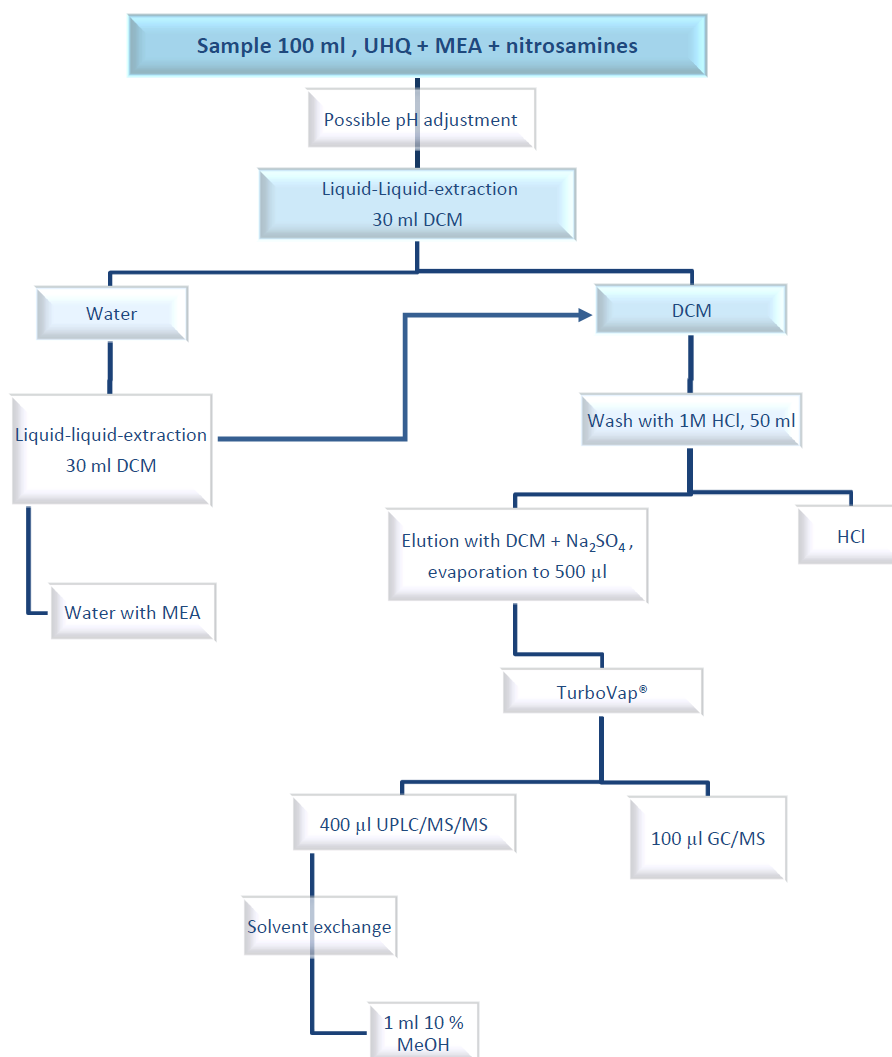 Sample 100 ml , UHQ + MEA + nitrosamines
Possible pH adjustment
Liquid-Liquid-extraction
30 ml DCM
Water
DCM
Liquid-liquid-extraction
30 ml DCM
Wash with 1M HCl, 50 ml
Elution with DCM + Na₂SO₄ ,
evaporation to 500 µl
HCl
Water with MEA
TurboVap®
400 µl UPLC/MS/MS
100 µl GC/MS
Solvent exchange
1 ml 10 %
MeOH